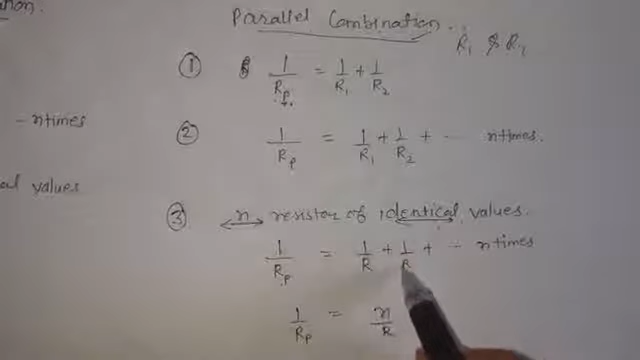 Parallel Combination.
R1 & R2
① 1/Rp = 1/R1 + 1/R2
- ntimes
② 1/Rp = 1/R1 + 1/R2 + - - ntimes.
values
③ n resistor of identical values.
1/Rp = 1/R + 1/R + - - ntimes
1/Rp = n/R